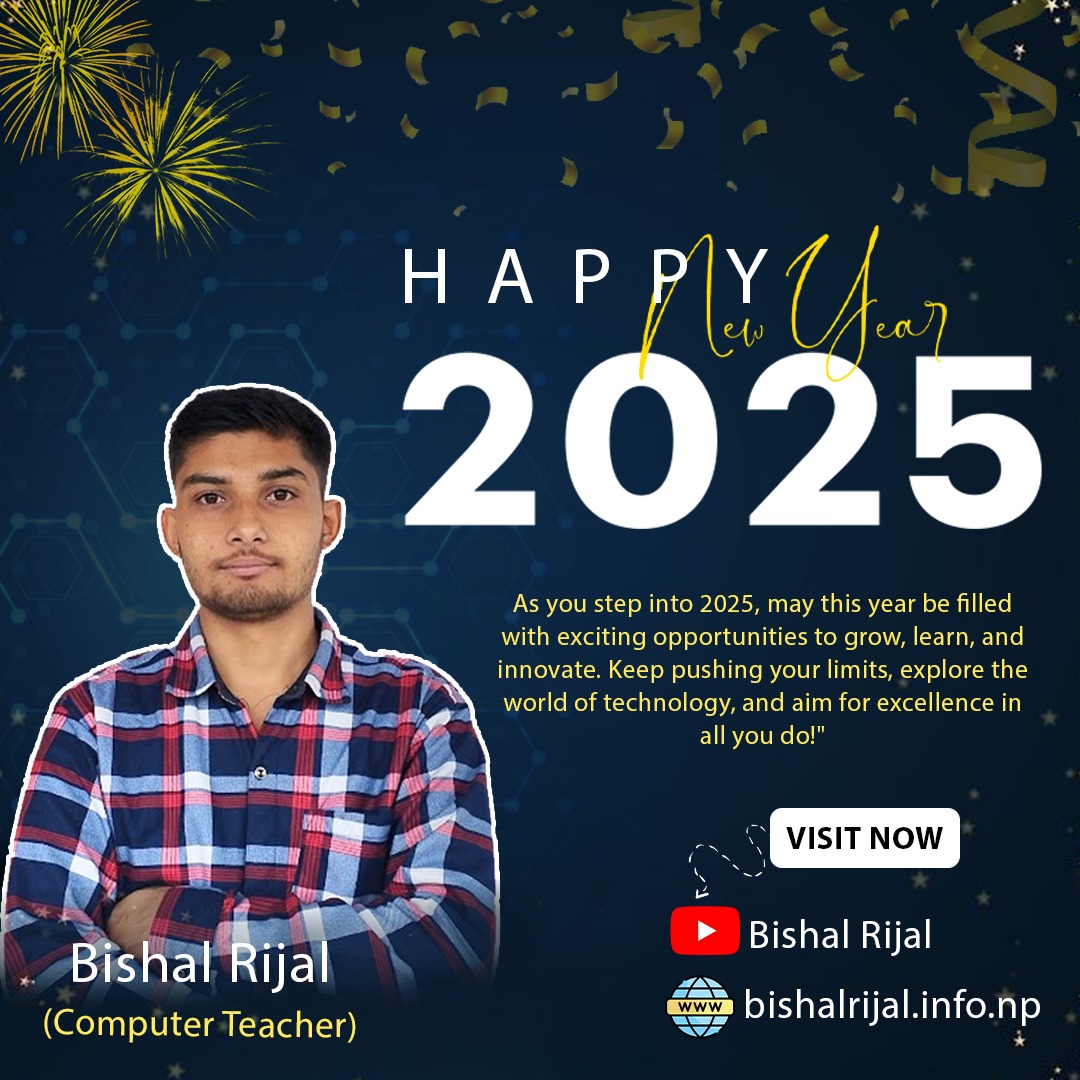 HAPPY
New Year
2025
As you step into 2025, may this year be filled
with exciting opportunities to grow, learn, and
innovate. Keep pushing your limits, explore the
world of technology, and aim for excellence in
all you do!"
VISIT NOW
Bishal Rijal
www bishalrijal.info.np
Bishal Rijal
(Computer Teacher)